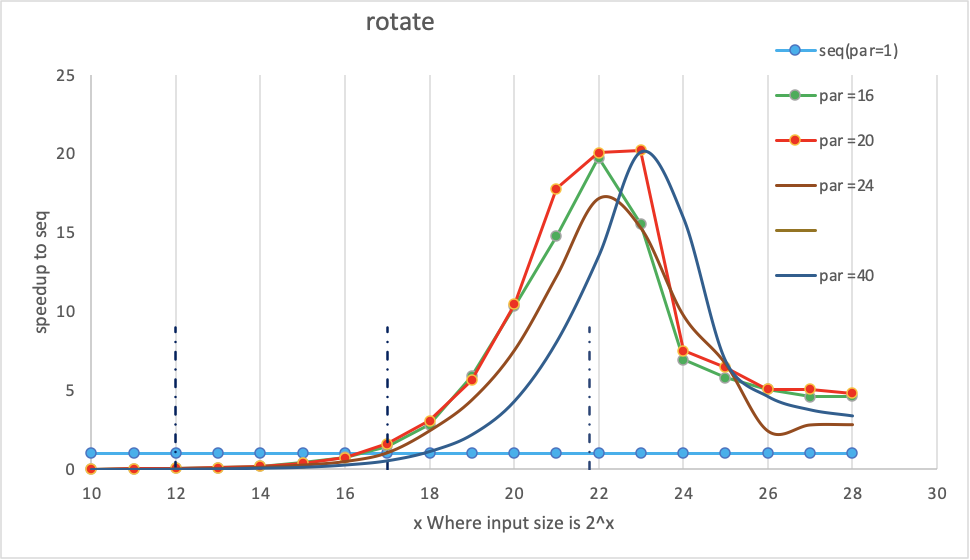 rotate
seq(par=1)
par =16
par =20
par =24
par =40
25
20
15
10
5
0
speedup to seq
10 12 14 16 18 20 22 24 26 28 30
x Where input size is 2^x